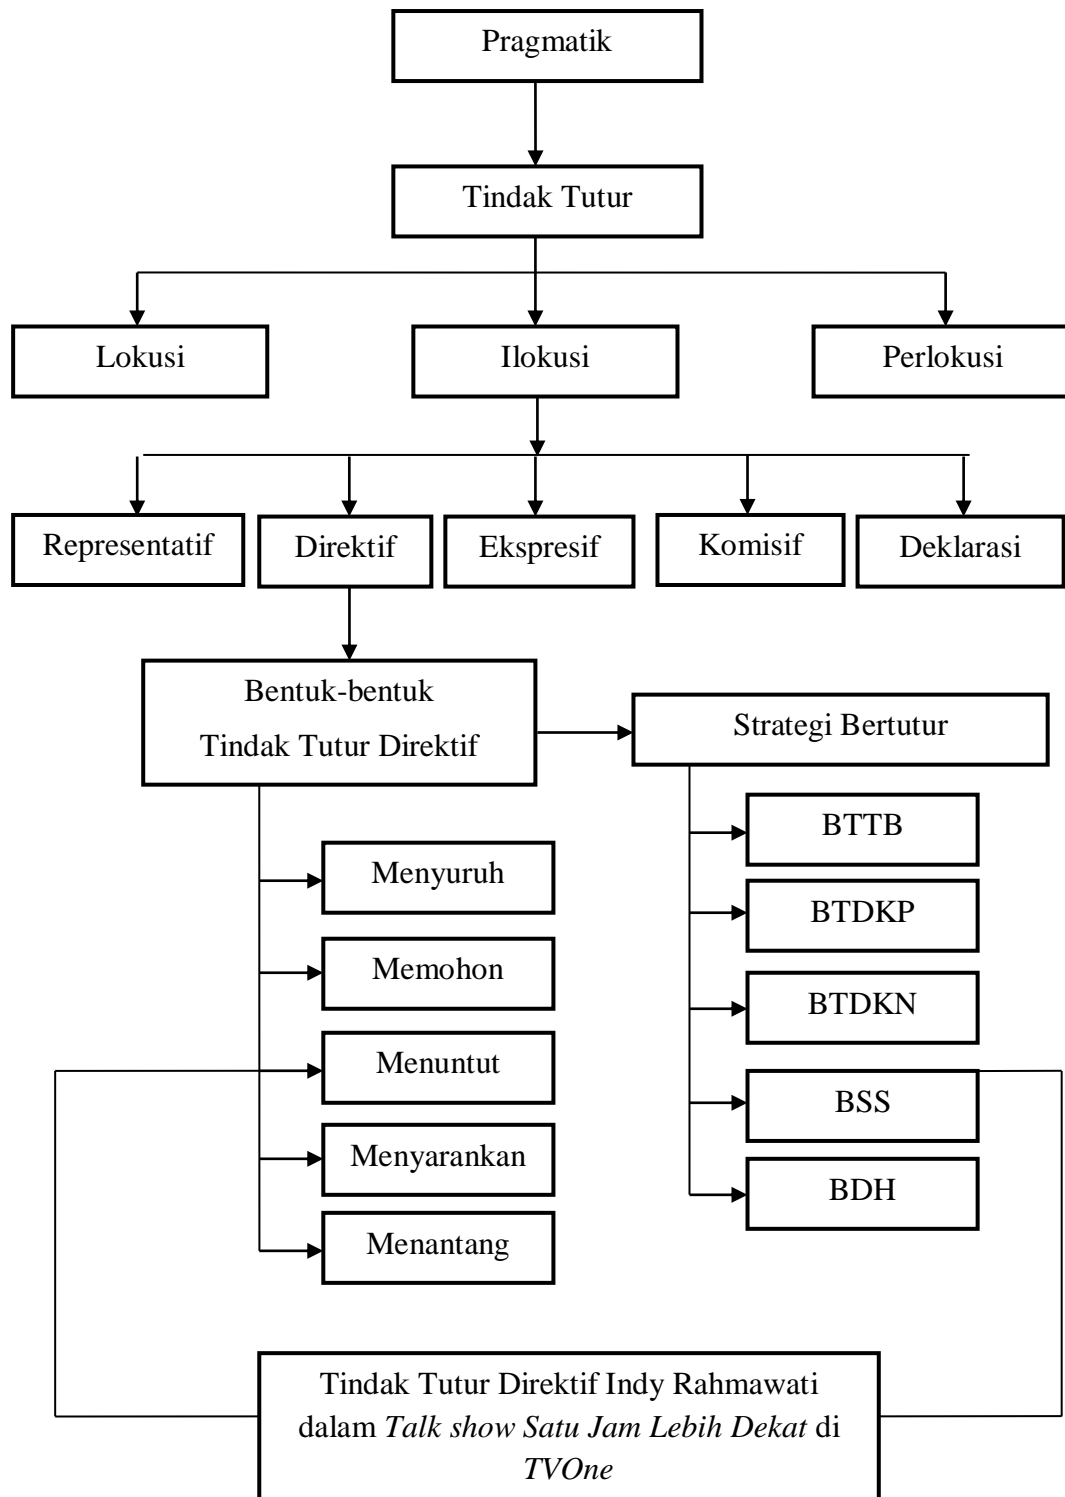 Pragmatik
Tindak Tutur
Lokusi
Ilokusi
Perlokusi
Representatif
Direktif
Ekspresif
Komisif
Deklarasi
Bentuk-bentuk
Tindak Tutur Direktif
Strategi Bertutur
Menyuruh
Memohon
Menuntut
Menyarankan
Menantang
BTTB
BTDKP
BTDKN
BSS
BDH
Tindak Tutur Direktif Indy Rahmawati
dalam Talk show Satu Jam Lebih Dekat di
TVOne